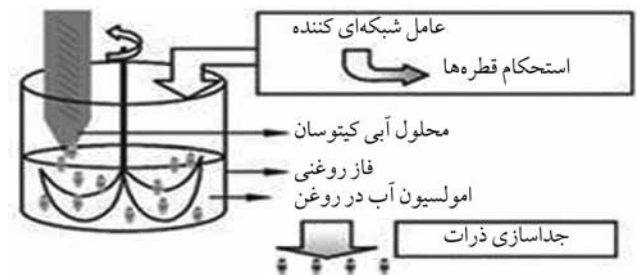 عامل شبکه‌ای کننده
استحکام قطره‌ها
محلول آبی کیتوسان
فاز روغنی
امولسیون آب در روغن
جداسازی ذرات